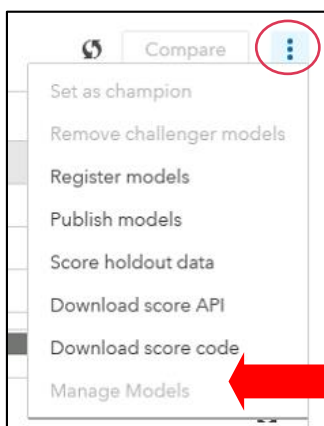 Compare
Set as champion
Remove challenger models
Register models
Publish models
Score holdout data
Download score API
Download score code
Manage Models